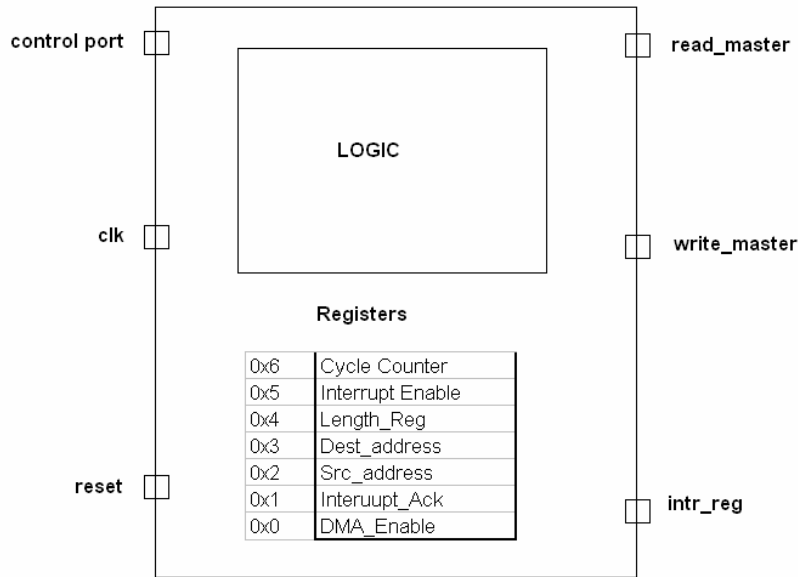 control port
read_master
LOGIC
clk
write_master
Registers
0x6 Cycle Counter
0x5 Interrupt Enable
0x4 Length_Reg
0x3 Dest_address
0x2 Src_address
0x1 Interuupt_Ack
0x0 DMA_Enable
reset
intr_reg